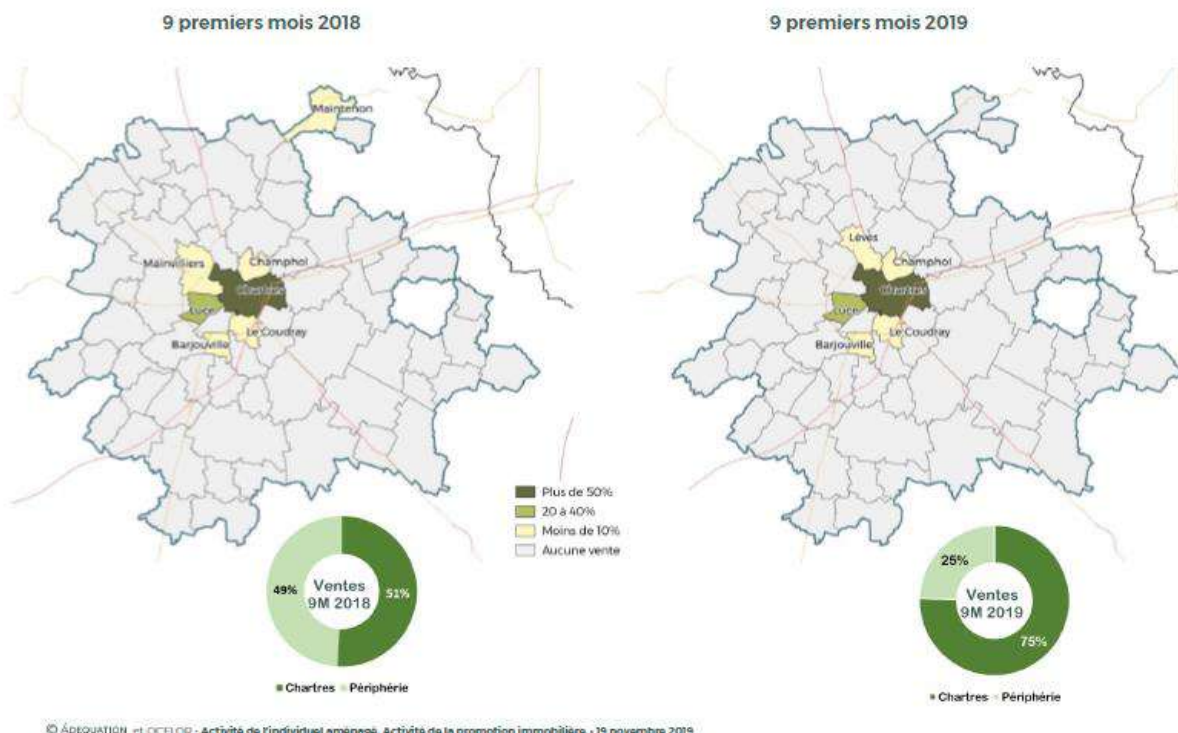 9 premiers mois 2018
9 premiers mois 2019
Maintenon
Mainvilliers
Champhol
Chartres
Lucé
Le Coudray
Barjouville
Lèves
Champhol
Chartres
Lucé
Le Coudray
Barjouville
Plus de 50%
20 à 40%
Moins de 10%
Aucune vente
49%
Ventes
9M 2018
51%
Chartres Périphérie
25%
Ventes
9M 2019
75%
Chartres Périphérie
© ADEQUATION et OCELOR - Activité de l'individuel aménagé, Activité de la promotion immobilière - 19 novembre 2019